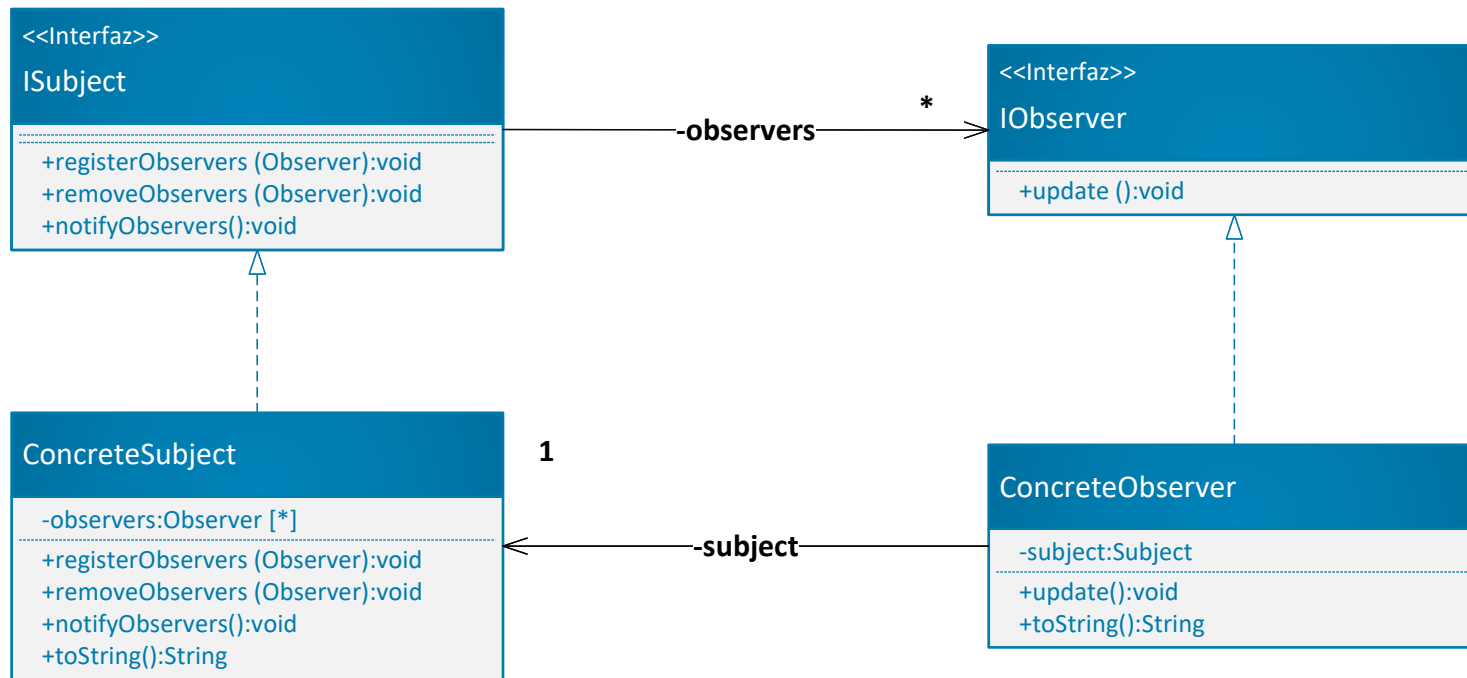 <<Interfaz>>
ISubject
+registerObservers (Observer):void
+removeObservers (Observer):void
+notifyObservers():void
-observers
*
<<Interfaz>>
IObserver
+update ():void
ConcreteSubject
-observers:Observer [*]
+registerObservers (Observer):void
+removeObservers (Observer):void
+notifyObservers():void
+toString():String
1
-subject
ConcreteObserver
-subject:Subject
+update():void
+toString():String